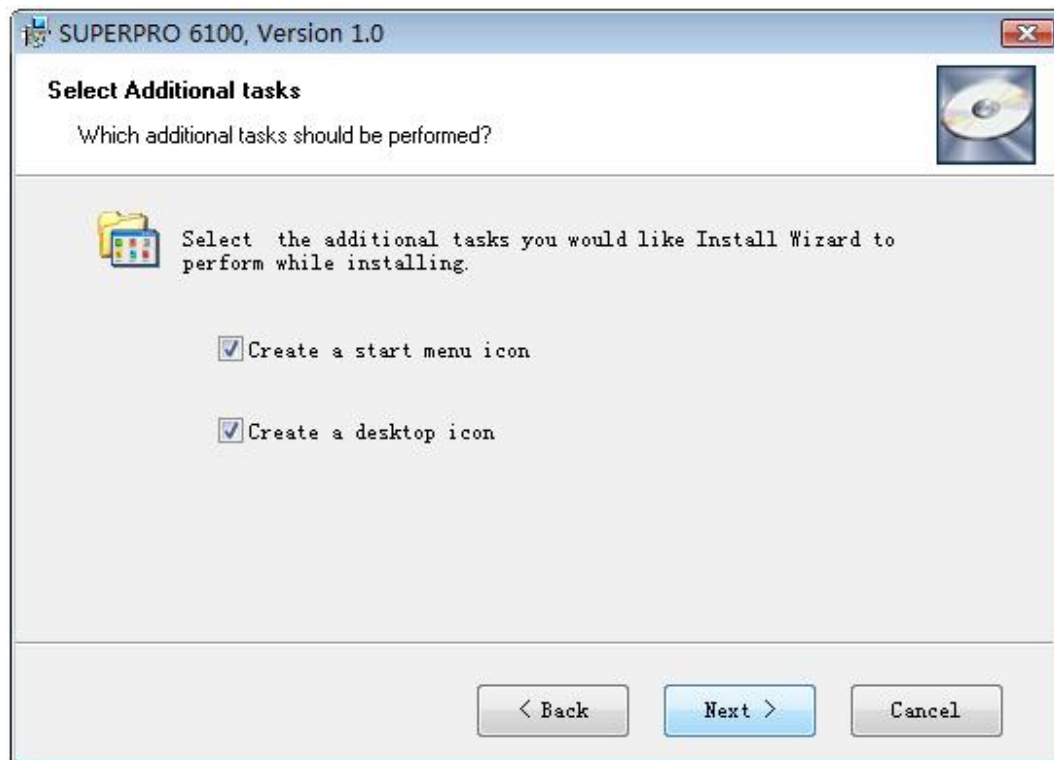 SUPERPRO 6100, Version 1.0
Select Additional tasks
Which additional tasks should be performed?
Select  the additional tasks you would like Install Wizard to
perform while installing.
Create a start menu icon
Create a desktop icon
< Back
Next >
Cancel